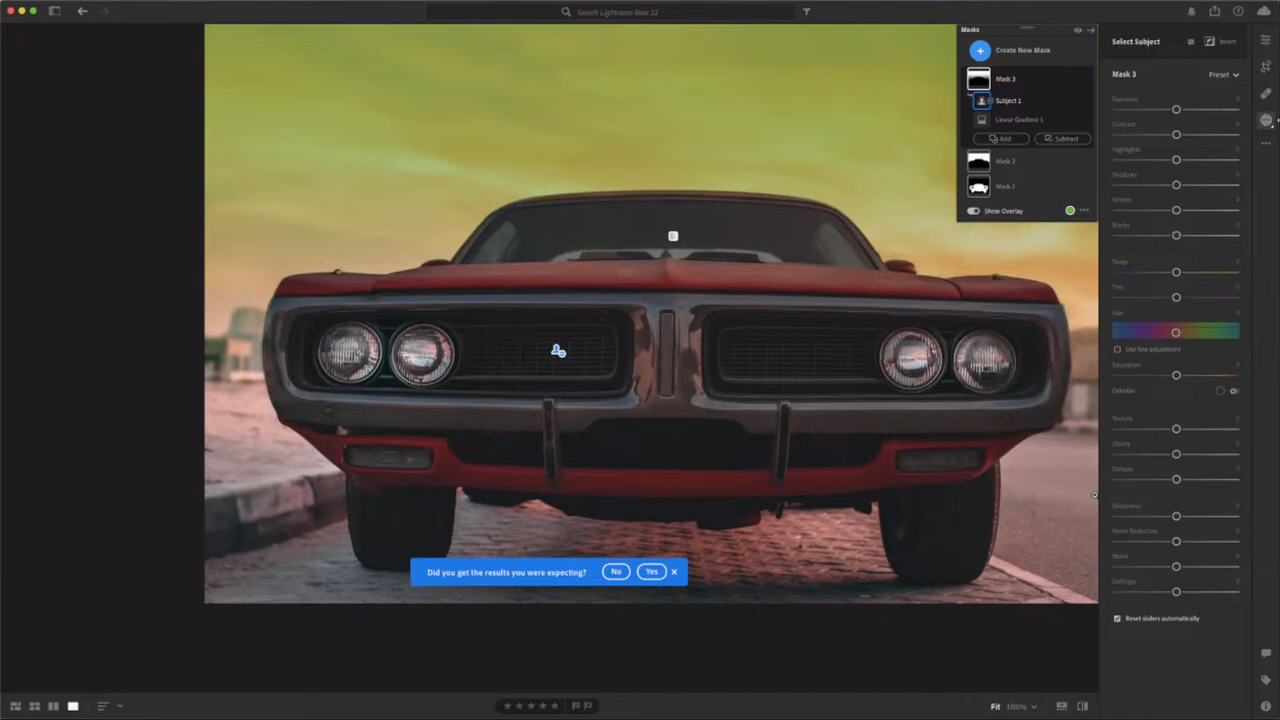 Search Lightroom Now 22
Masks
Create New Mask
Mask 3
Subject 1
Linear Gradient 1
Add
Subtract
Mask 2
Mask 1
Show Overlay
Select Subject
Invert
Mask 3
Preset
Exposure
Contrast
Highlights
Shadows
Whites
Blacks
Temp
Tint
Hue
Use fine adjustment
Saturation
Colorize
Texture
Clarity
Dehaze
Sharpness
Noise Reduction
Moiré
Defringe
Reset sliders automatically
Did you get the results you were expecting?
No
Yes
Fit
100%